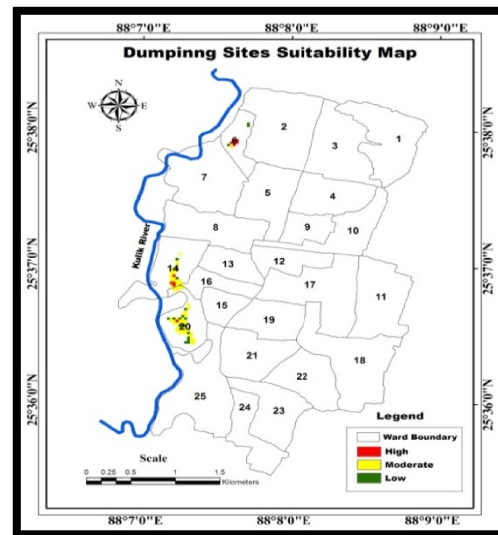 88°7'0"E 88°8'0"E 88°9'0"E
Dumpinng Sites Suitability Map
N
W E
S
25°38'0"N 25°38'0"N
1
2
3
6
7
5
4
8
9
10
Kulik River
25°37'0"N 25°37'0"N
14
13
12
16
17
11
15
19
20
21
18
22
25°36'0"N 25°36'0"N
25
24
23
Legend
Ward Boundary
High
Moderate
Low
Scale
0 0.25 0.5 1 1.5
Kilometers
88°7'0"E 88°8'0"E 88°9'0"E